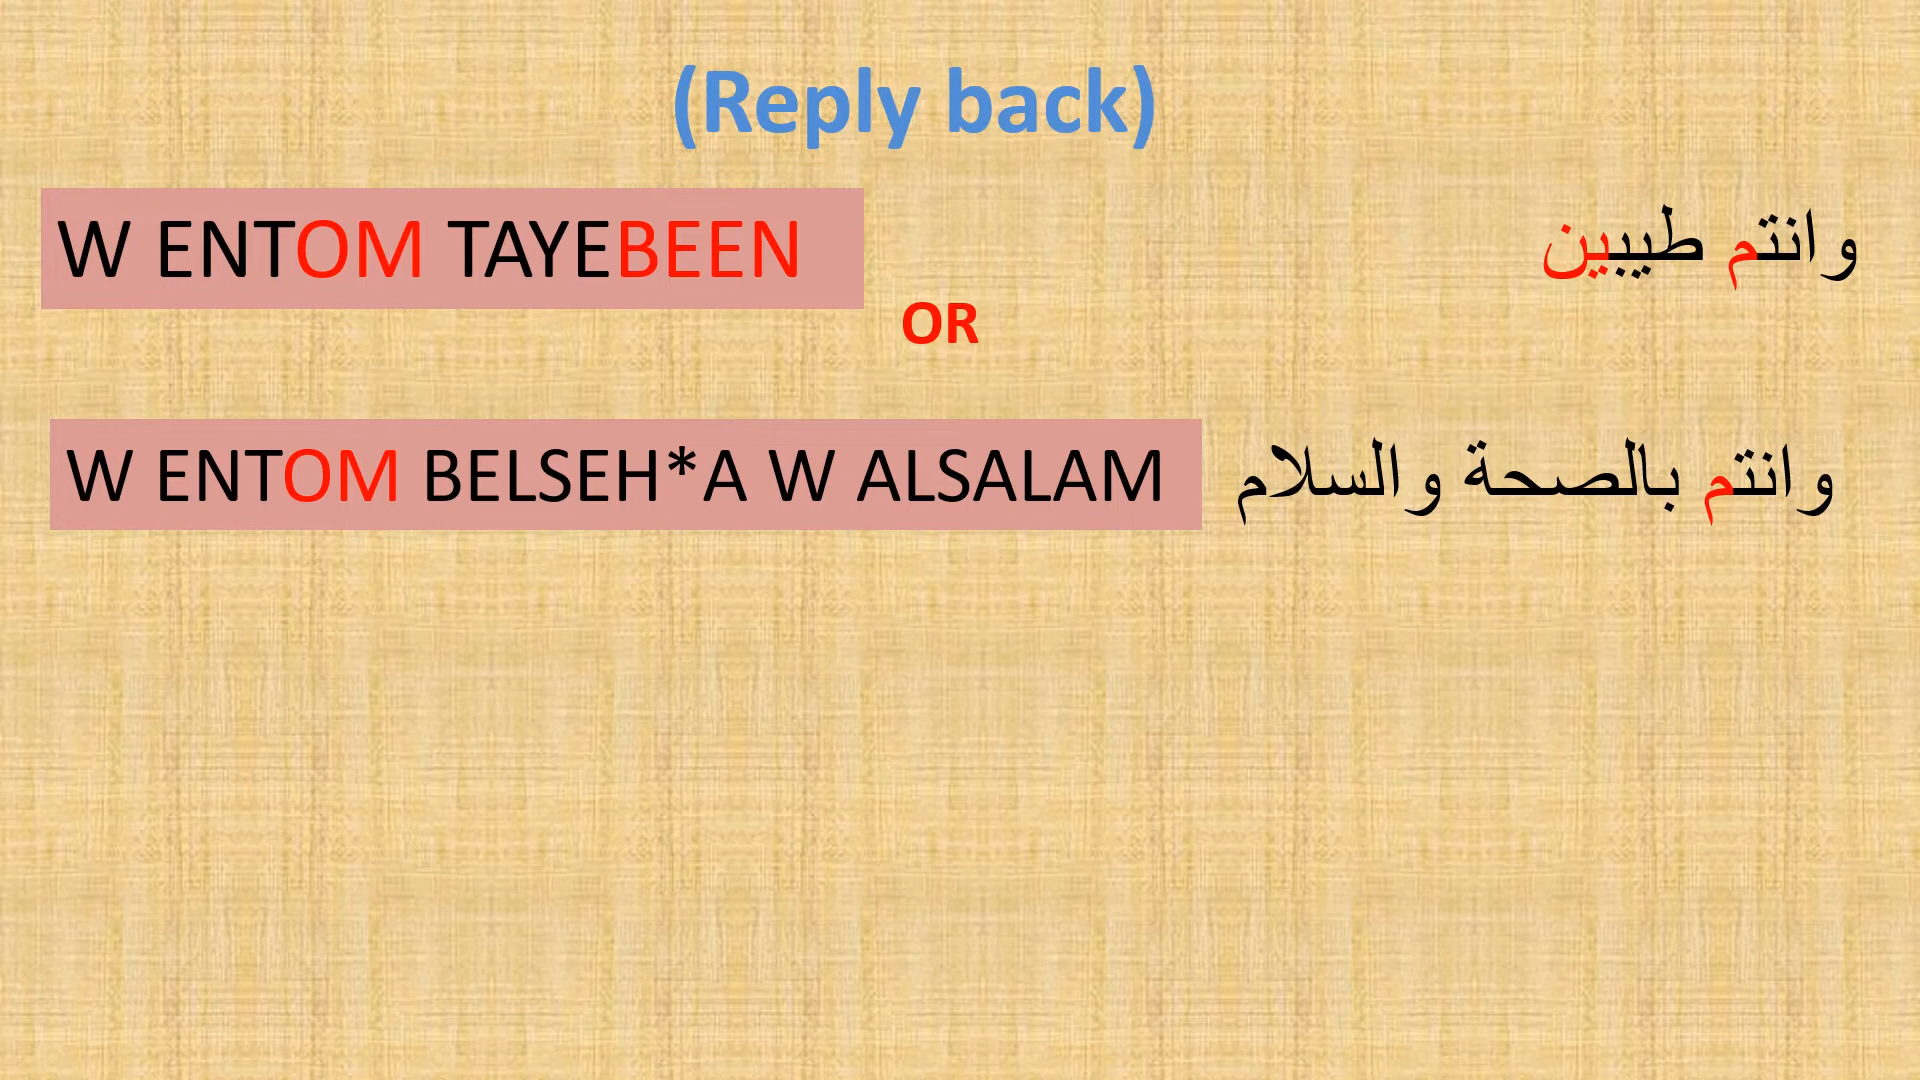 (Reply back)
W ENTOM TAYEBEEN
وانتم طيبين
OR
W ENTOM BELSEH*A W ALSALAM
وانتم بالصحة والسلام